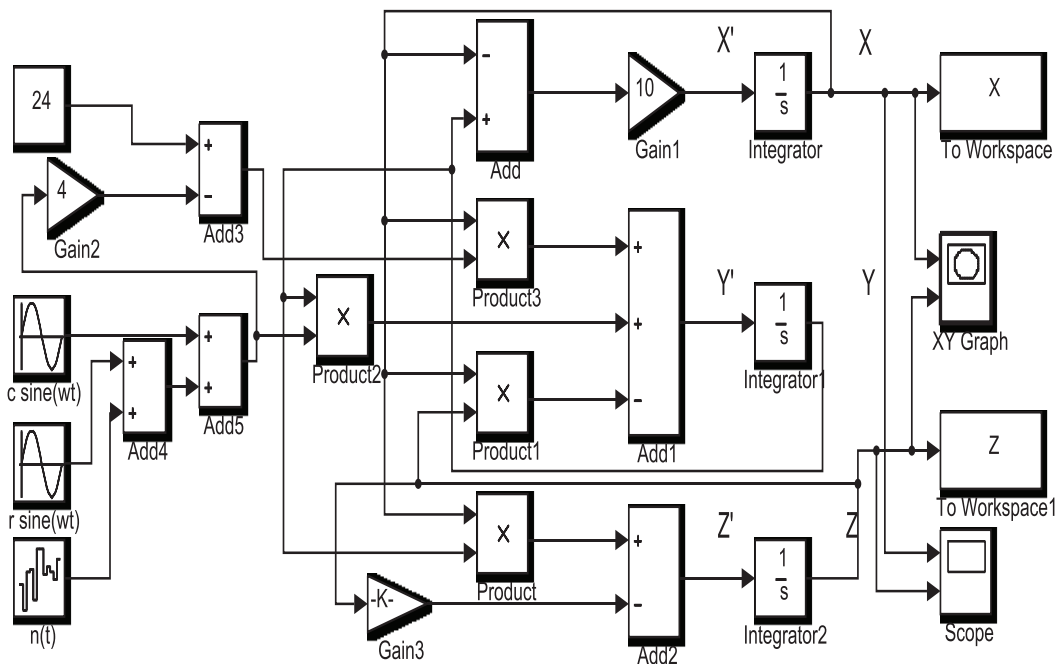 X'
X
24
-
+
10
1
s
X
Gain1
Integrator
To Workspace
Add
+
-
Add3
4
Gain2
X
Product3
+
+
-
Add1
Y'
1
s
Integrator1
Y
XY Graph
c sine(wt)
+
+
Add5
X
Product2
+
+
Add4
X
Product1
r sine(wt)
Z
To Workspace1
n(t)
X
Product
-K-
Gain3
+
-
Add2
Z'
1
s
Integrator2
Z
Scope